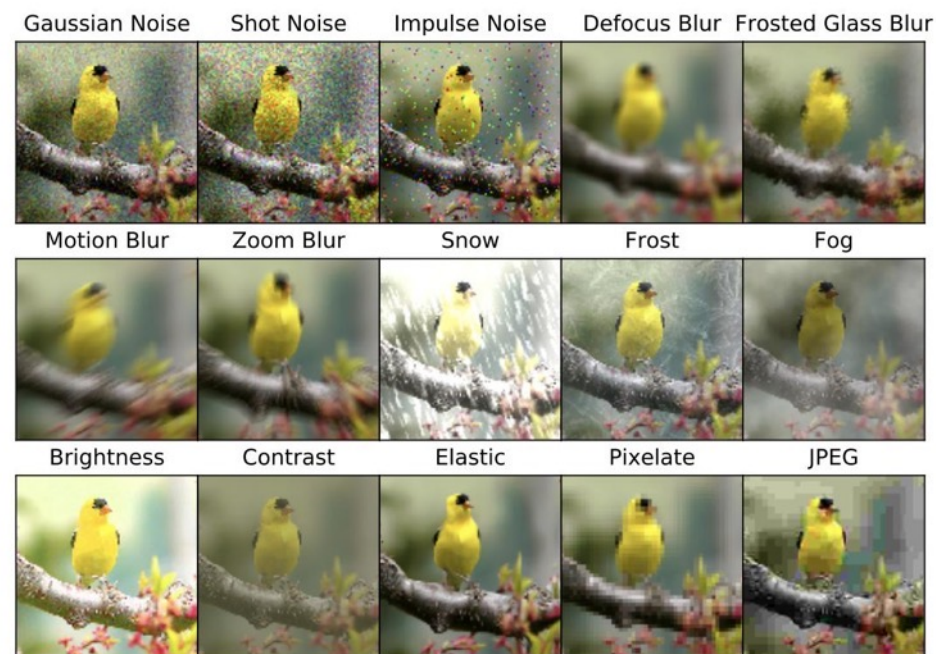 Gaussian Noise Shot Noise Impulse Noise Defocus Blur Frosted Glass Blur
Motion Blur Zoom Blur Snow Frost Fog
Brightness Contrast Elastic Pixelate JPEG